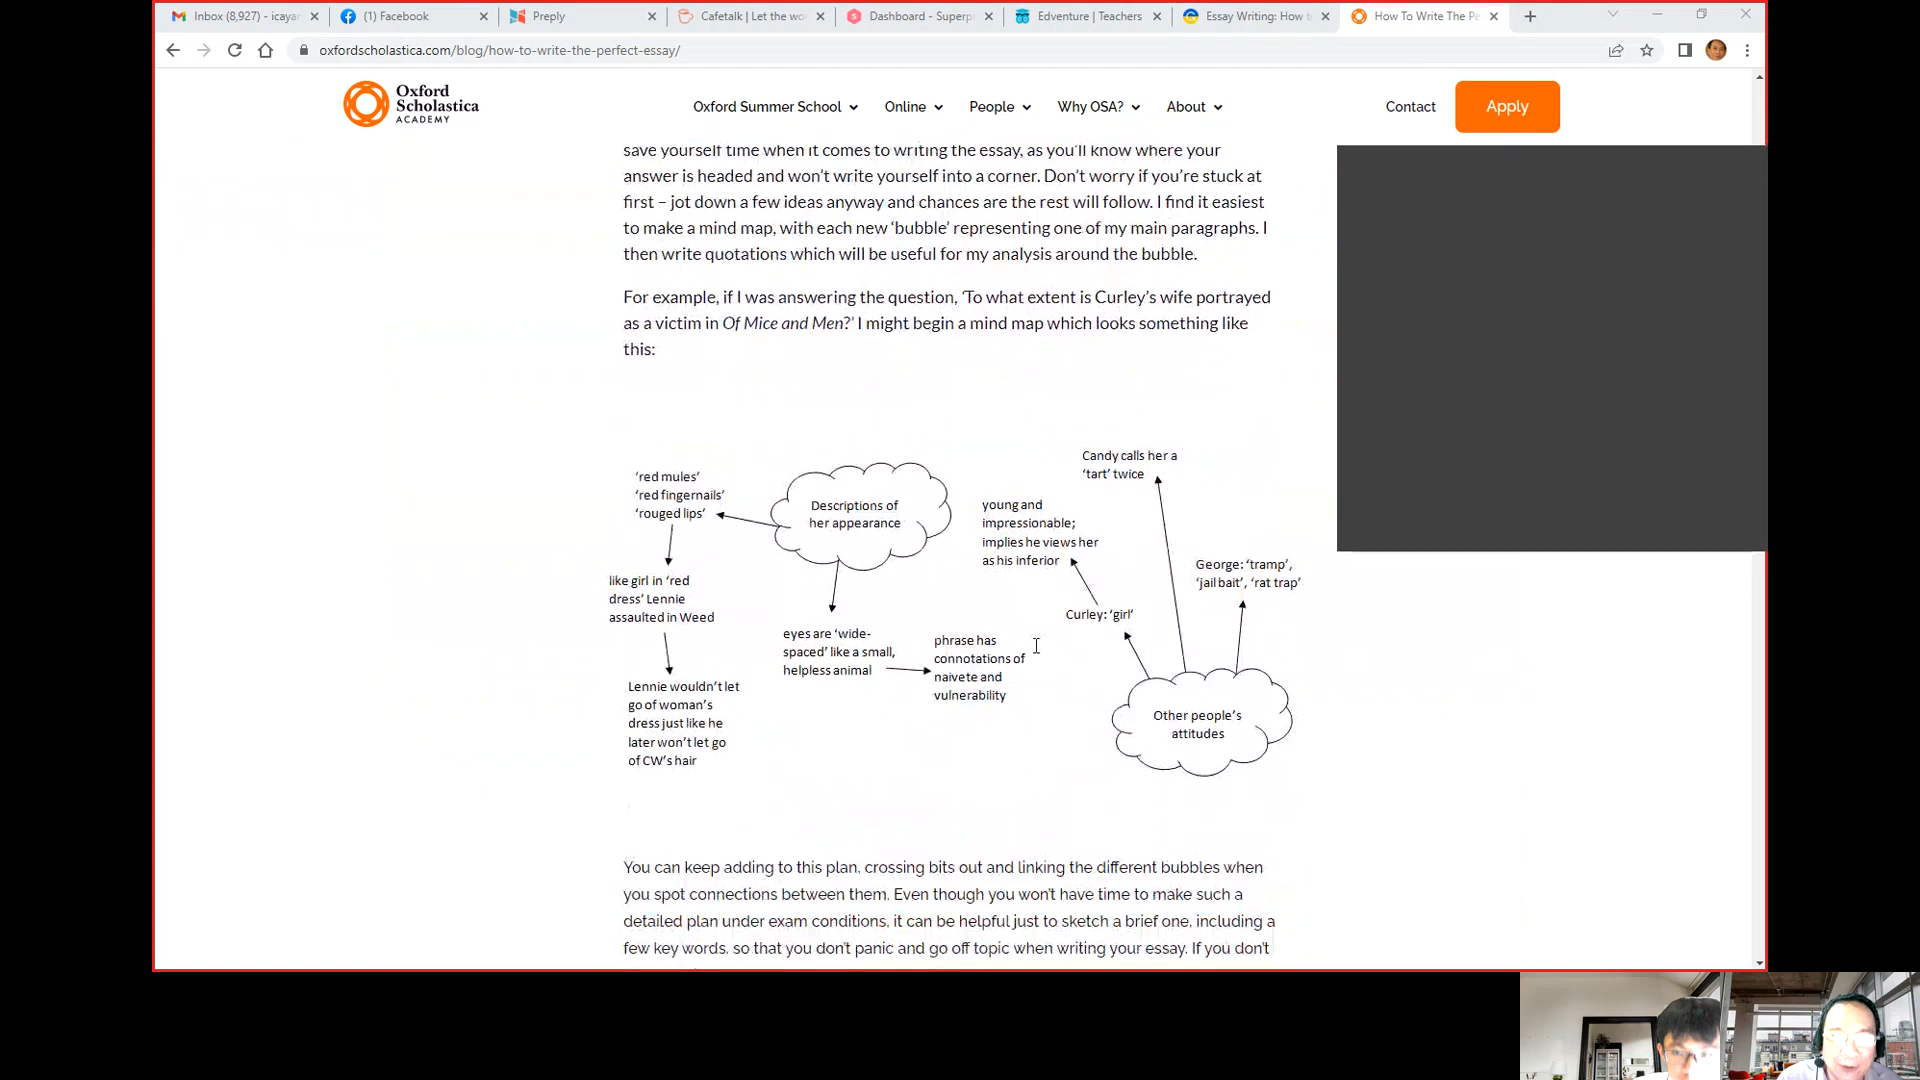 Inbox (8,927) - icayar
(1) Facebook
Preply
Cafetalk | Let the wo
Dashboard - Superp
Edventure | Teachers
Essay Writing: How t
How To Write The Pe
oxfordscholastica.com/blog/how-to-write-the-perfect-essay/
Oxford
Scholastica
ACADEMY
Oxford Summer School
Online
People
Why OSA?
About
Contact
Apply
save yourself time when it comes to writing the essay, as you’ll know where your
answer is headed and won’t write yourself into a corner. Don’t worry if you’re stuck at
first – jot down a few ideas anyway and chances are the rest will follow. I find it easiest
to make a mind map, with each new ‘bubble’ representing one of my main paragraphs. I
then write quotations which will be useful for my analysis around the bubble.
For example, if I was answering the question, ‘To what extent is Curley’s wife portrayed
as a victim in Of Mice and Men?’ I might begin a mind map which looks something like
this:
‘red mules’
‘red fingernails’
‘rouged lips’
Descriptions of
her appearance
like girl in ‘red
dress’ Lennie
assaulted in Weed
Lennie wouldn’t let
go of woman’s
dress just like he
later won’t let go
of CW’s hair
eyes are ‘wide-
spaced’ like a small,
helpless animal
phrase has
connotations of
naivete and
vulnerability
young and
impressionable;
implies he views her
as his inferior
Curley: ‘girl’
Candy calls her a
‘tart’ twice
George: ‘tramp’,
‘jail bait’, ‘rat trap’
Other people’s
attitudes
You can keep adding to this plan, crossing bits out and linking the different bubbles when
you spot connections between them. Even though you won’t have time to make such a
detailed plan under exam conditions, it can be helpful just to sketch a brief one, including a
few key words, so that you don’t panic and go off topic when writing your essay. If you don’t